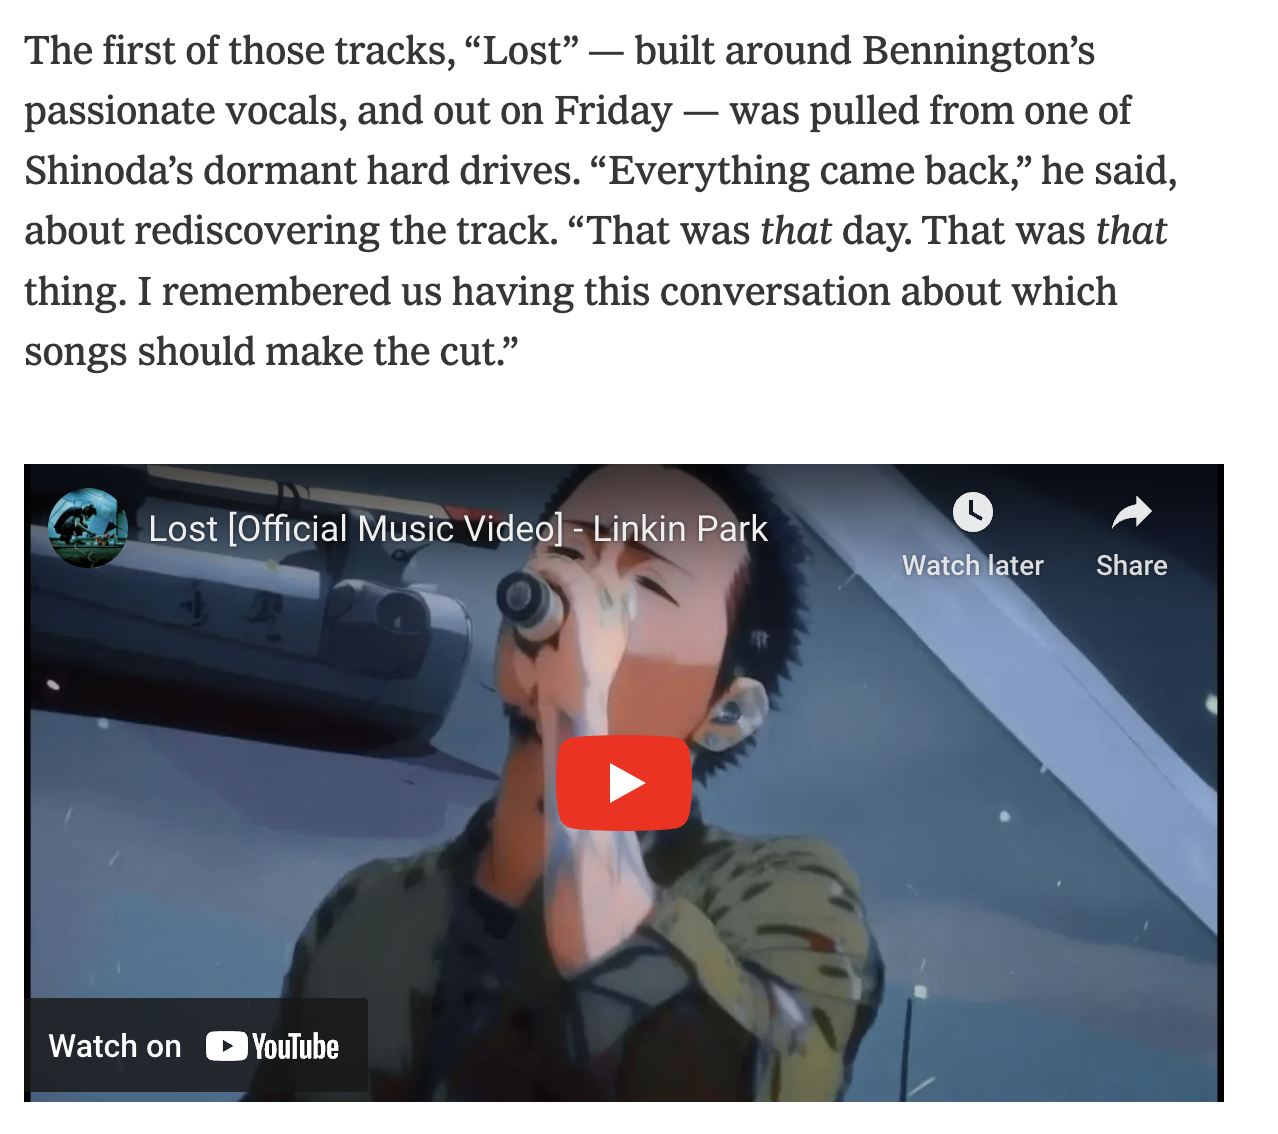 The first of those tracks, “Lost” — built around Bennington’s
passionate vocals, and out on Friday — was pulled from one of
Shinoda’s dormant hard drives. “Everything came back,” he said,
about rediscovering the track. “That was that day. That was that
thing. I remembered us having this conversation about which
songs should make the cut.”
Lost [Official Music Video] - Linkin Park
Watch later
Share
Watch on YouTube